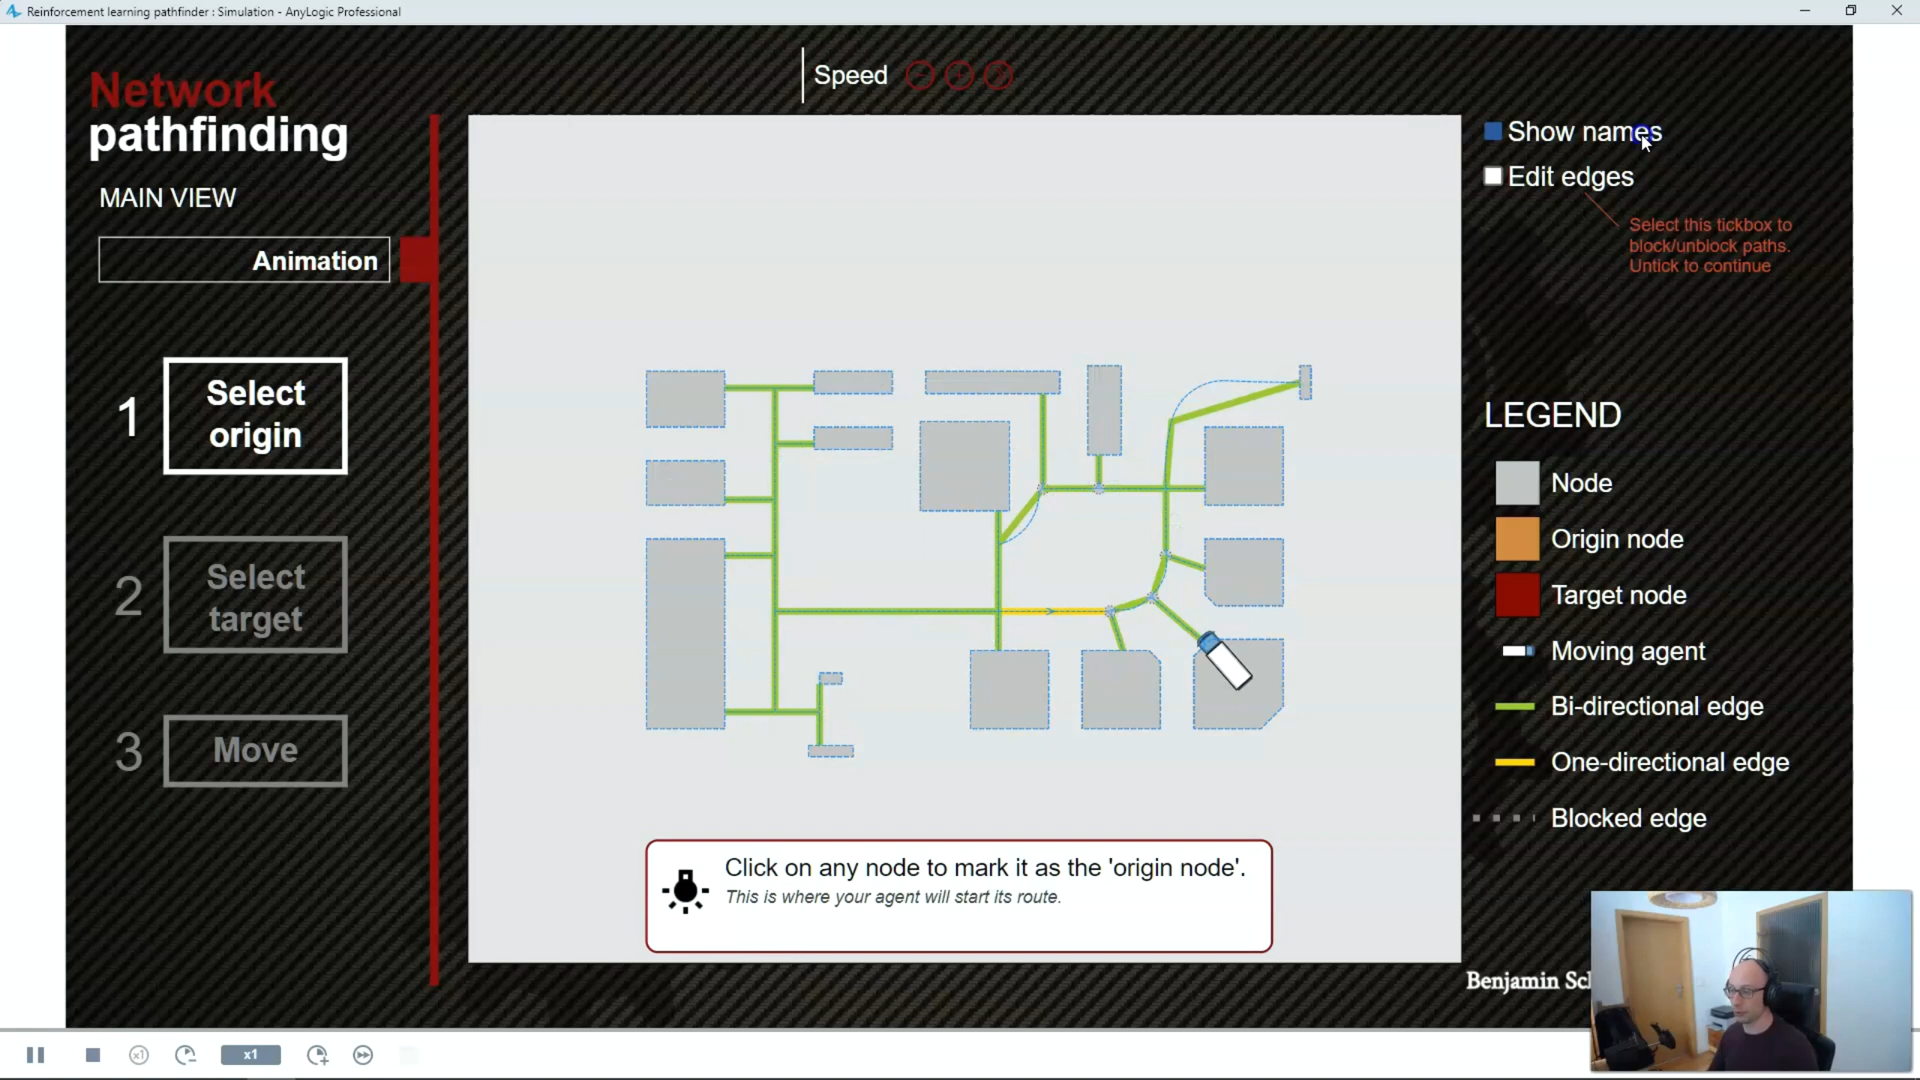 Reinforcement learning pathfinder : Simulation - AnyLogic Professional
Network
pathfinding
MAIN VIEW
Animation
1
Select
origin
2
Select
target
3
Move
Speed
Show names
Edit edges
Select this tickbox to
block/unblock paths.
Untick to continue
LEGEND
Node
Origin node
Target node
Moving agent
Bi-directional edge
One-directional edge
Blocked edge
Click on any node to mark it as the 'origin node'.
This is where your agent will start its route.
Benjamin
x1
x1